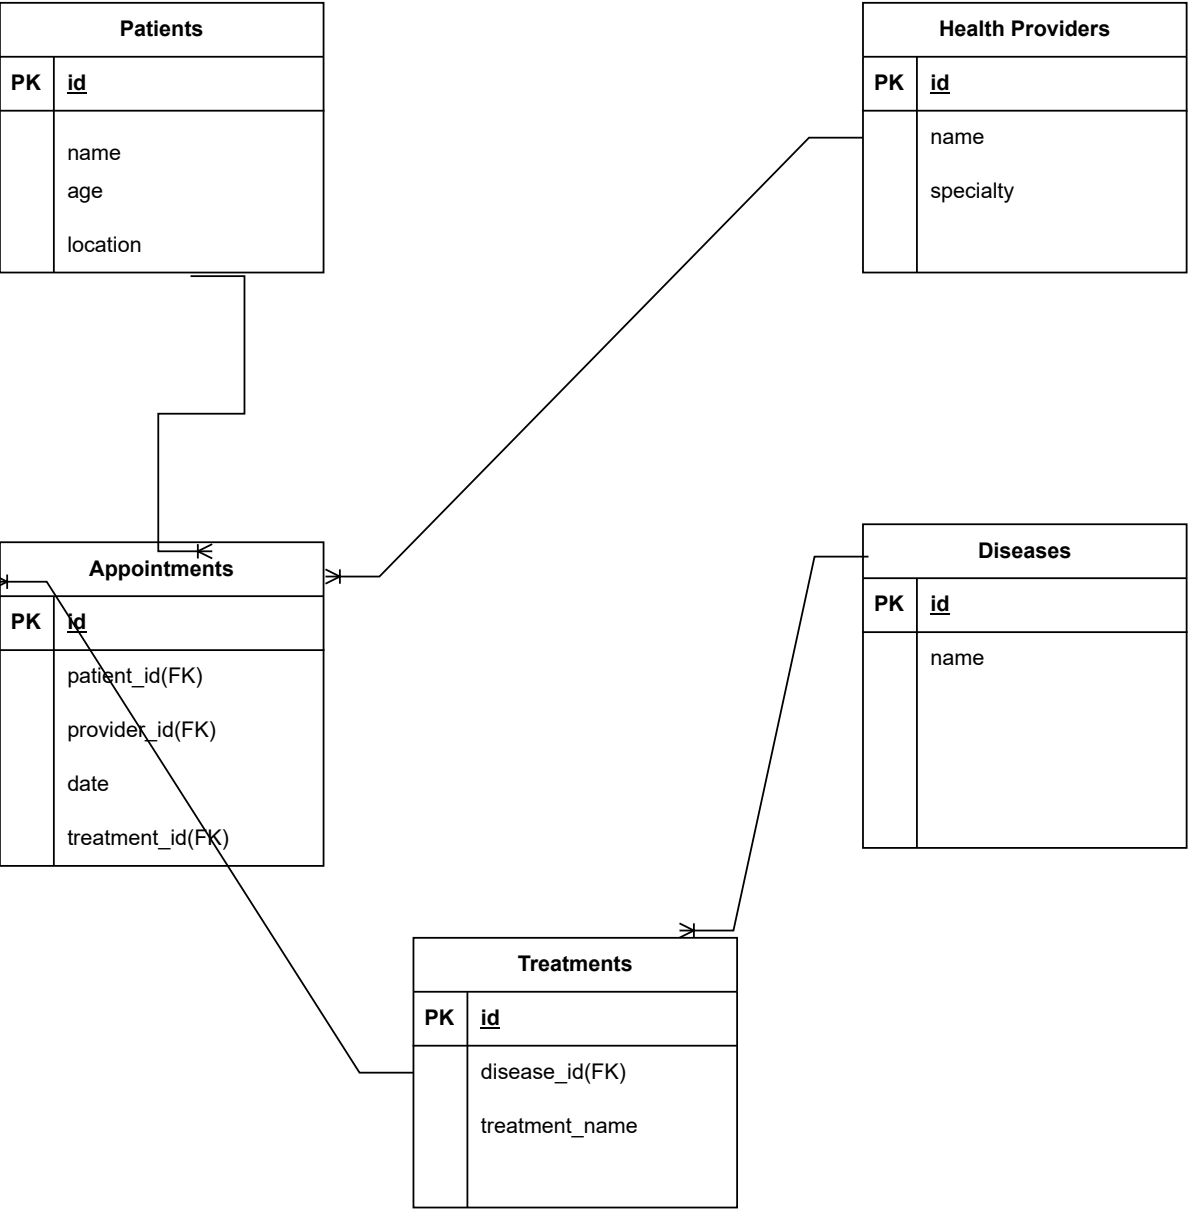 Patients
PK id
name
age
location
Health Providers
PK id
name
specialty
Appointments
PK id
patient_id(FK)
provider_id(FK)
date
treatment_id(FK)
Diseases
PK id
name
Treatments
PK id
disease_id(FK)
treatment_name